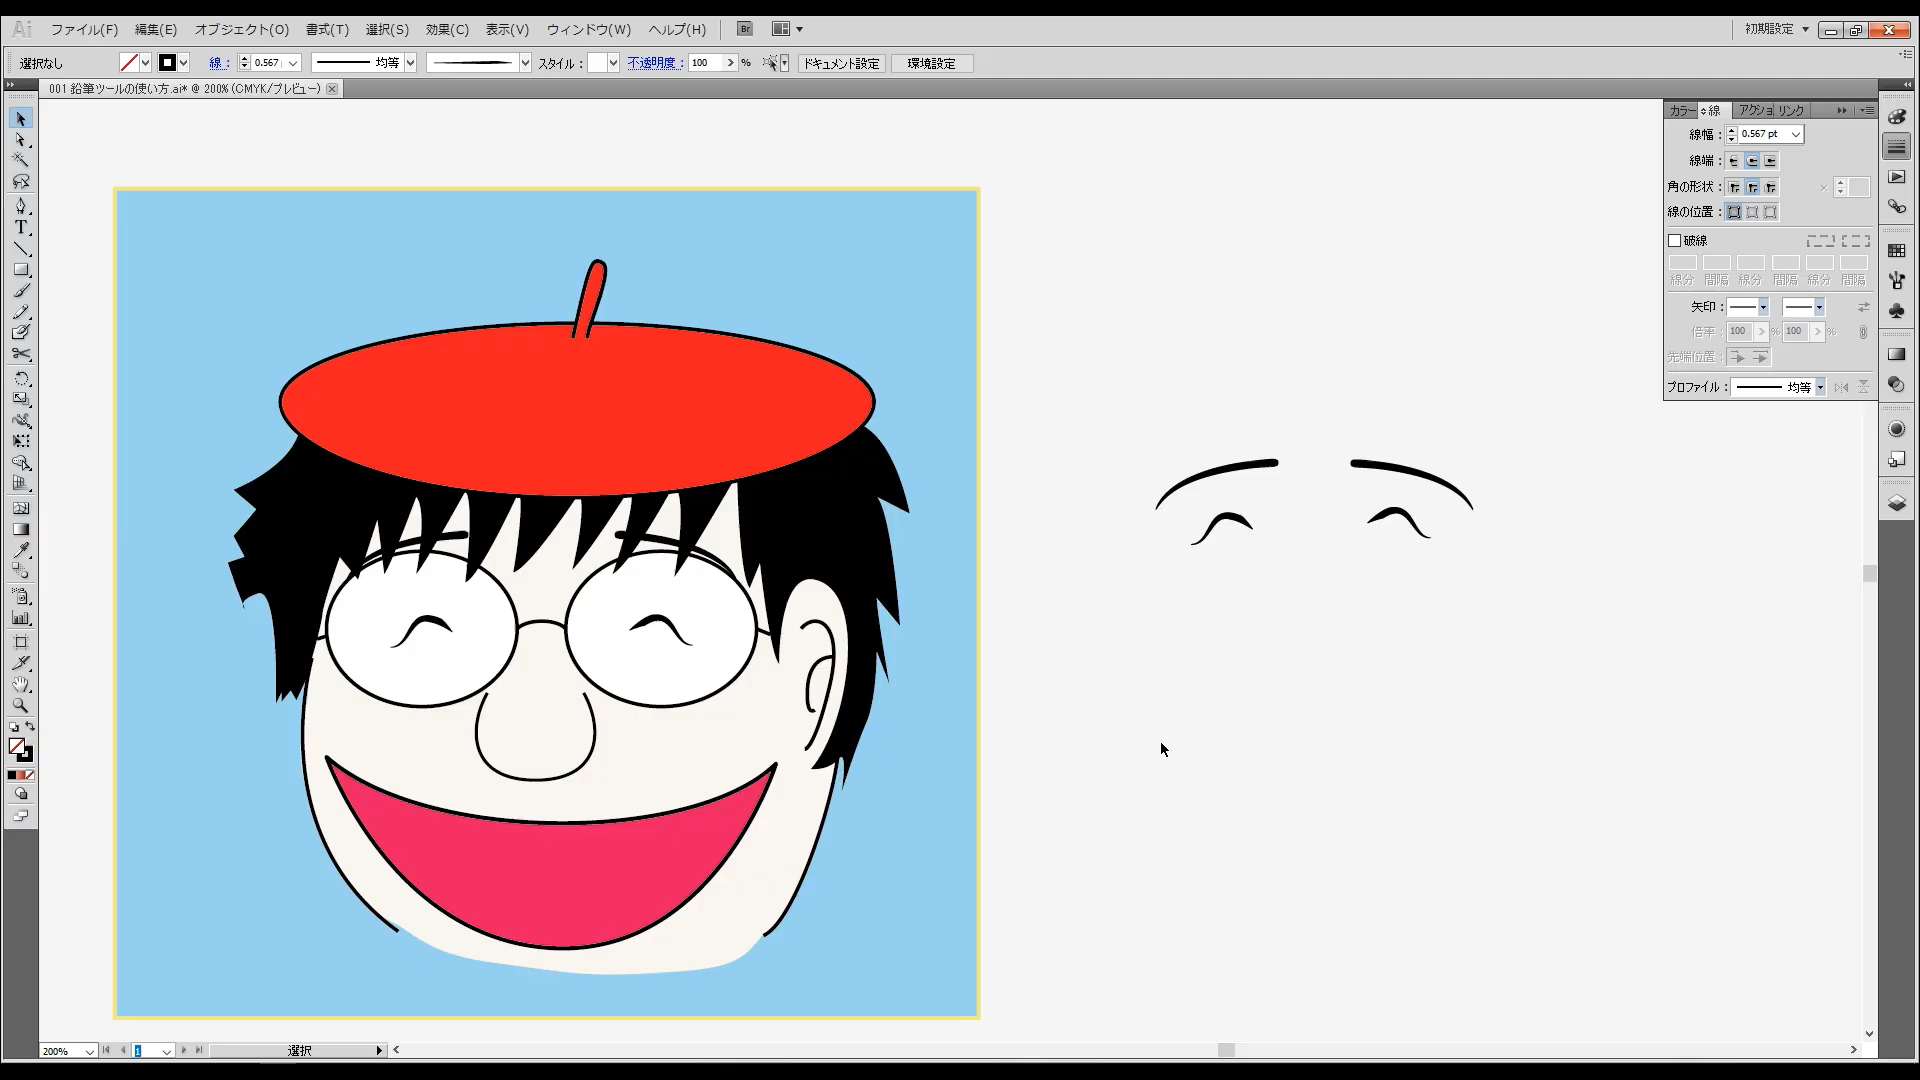 Ai ファイル(F) 編集(E) オブジェクト(O) 書式(T) 選択(S) 効果(C) 表示(V) ウィンドウ(W) ヘルプ(H) Br 初期設定
選択なし 線 : 0.567 均等 スタイル : 不透明度 : 100 % ドキュメント設定 環境設定
001 鉛筆ツールの使い方.ai* @ 200% (CMYK/プレビュー)
カラー 線 アクショ リンク
線幅 : 0.567 pt
線端 :
角の形状 :
線の位置 :
破線
線分 間隔 線分 間隔 線分 間隔
矢印 :
倍率 : 100 % 100 %
先端位置 :
プロファイル : 均等
200% 1 選択